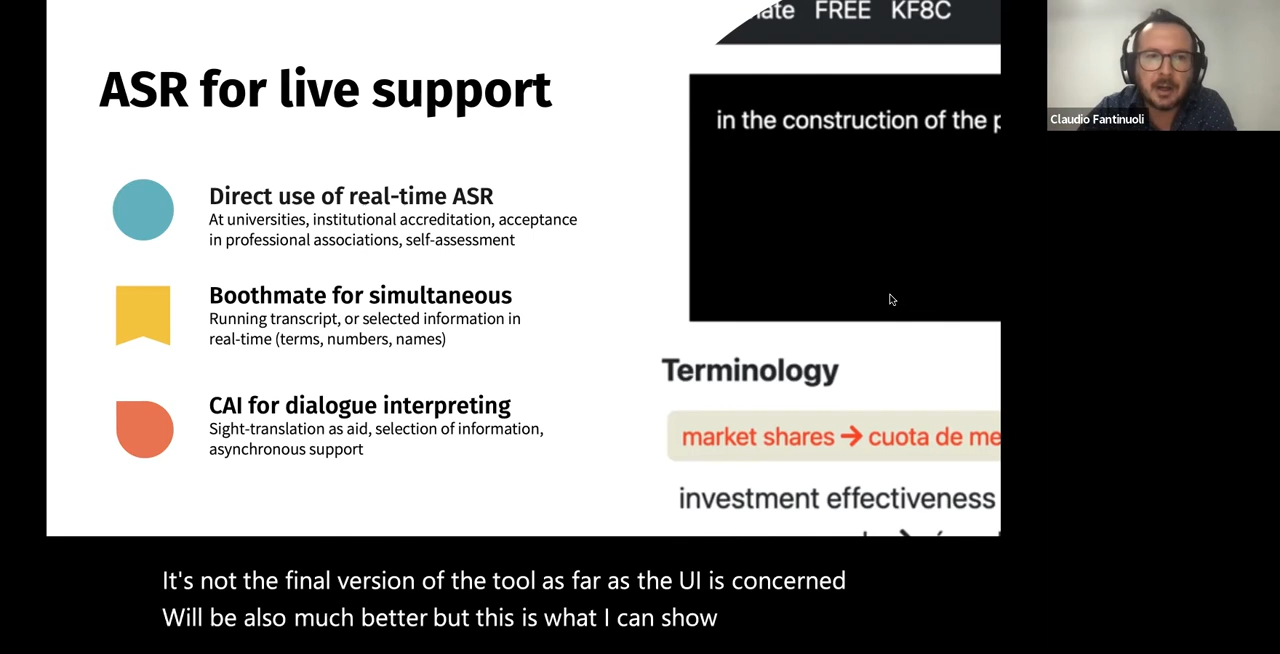 FREE KF8C
ASR for live support
in the construction of the
Direct use of real-time ASR
At universities, institutional accreditation, acceptance
in professional associations, self-assessment
Boothmate for simultaneous
Running transcript, or selected information in
real-time (terms, numbers, names)
CAI for dialogue interpreting
Sight-translation as aid, selection of information,
asynchronous support
Terminology
market shares → cuota de me
investment effectiveness
Claudio Fantinuoli
It's not the final version of the tool as far as the UI is concerned
Will be also much better but this is what I can show